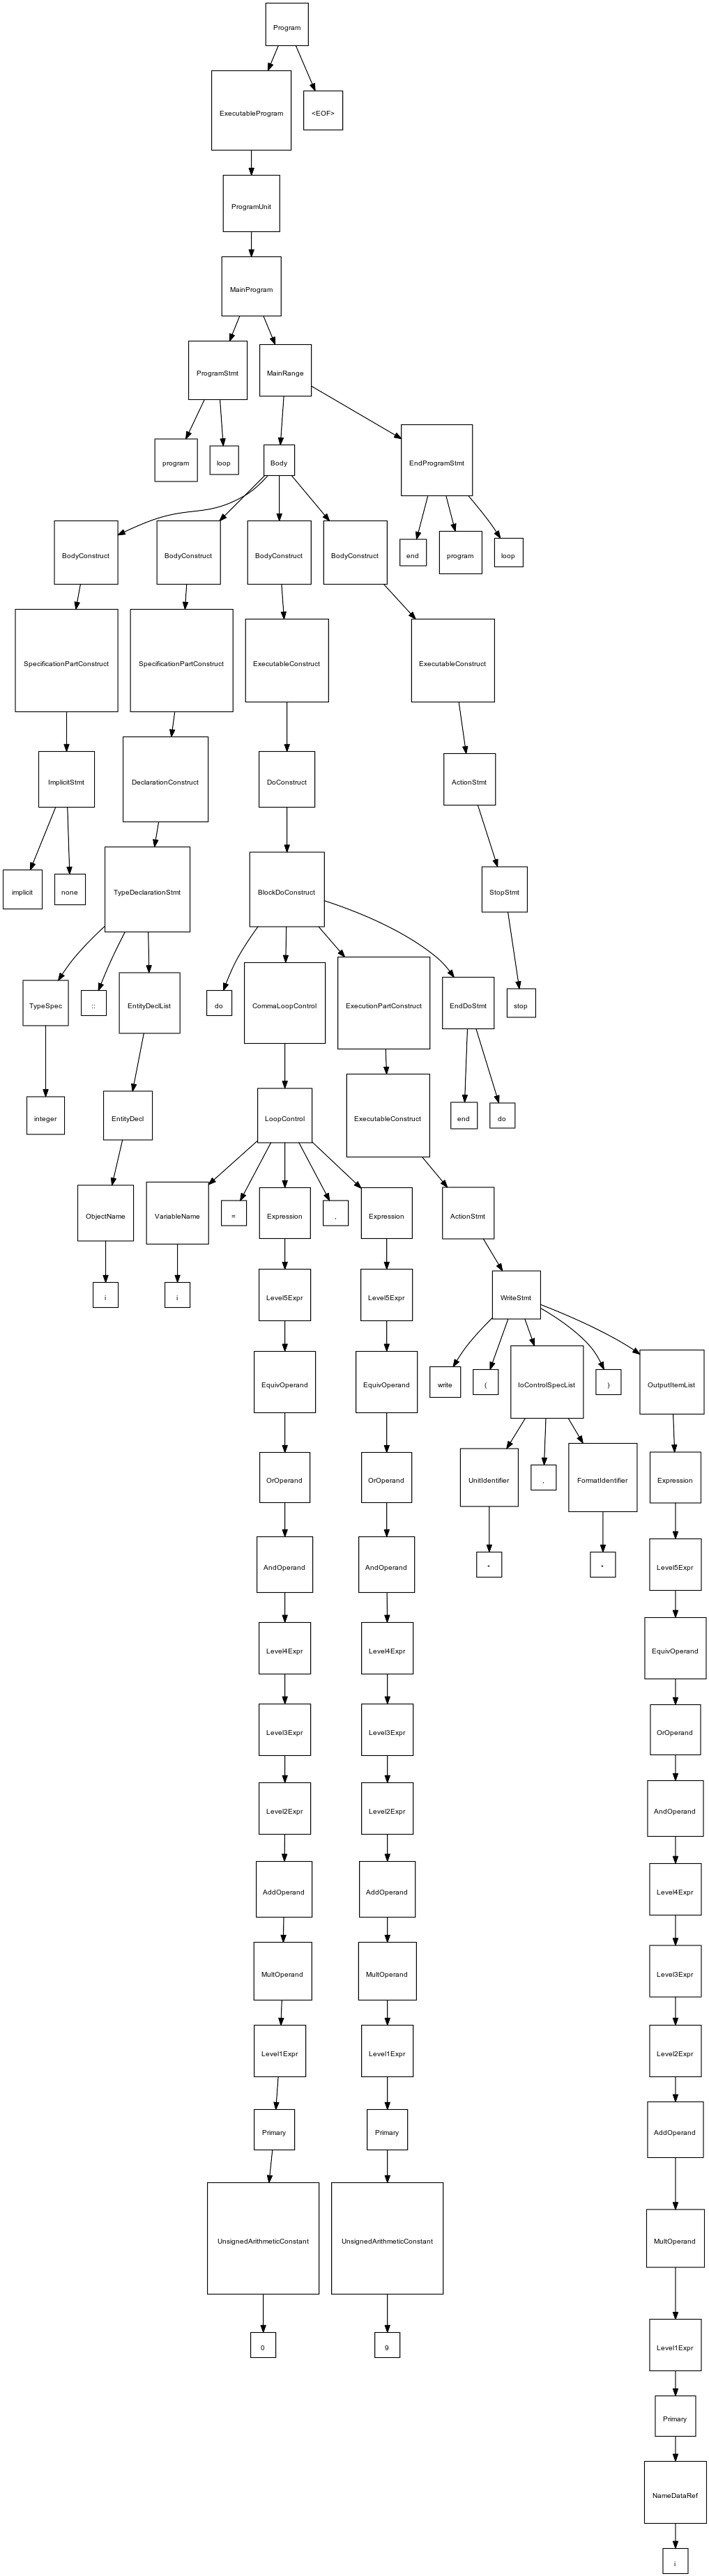 Program
ExecutableProgram
<EOF>
ProgramUnit
MainProgram
ProgramStmt
MainRange
program
loop
Body
EndProgramStmt
BodyConstruct
BodyConstruct
BodyConstruct
BodyConstruct
end
program
loop
SpecificationPartConstruct
SpecificationPartConstruct
ExecutableConstruct
ExecutableConstruct
ImplicitStmt
DeclarationConstruct
DoConstruct
ActionStmt
implicit
none
TypeDeclarationStmt
BlockDoConstruct
StopStmt
TypeSpec
::
EntityDeclList
do
CommaLoopControl
ExecutionPartConstruct
EndDoStmt
stop
integer
EntityDecl
LoopControl
ExecutableConstruct
end
do
ObjectName
VariableName
=
Expression
,
Expression
ActionStmt
i
i
Level5Expr
Level5Expr
WriteStmt
EquivOperand
EquivOperand
write
(
IoControlSpecList
)
OutputItemList
OrOperand
OrOperand
UnitIdentifier
,
FormatIdentifier
Expression
AndOperand
AndOperand
*
*
Level5Expr
Level4Expr
Level4Expr
EquivOperand
Level3Expr
Level3Expr
OrOperand
Level2Expr
Level2Expr
AndOperand
AddOperand
AddOperand
Level4Expr
MultOperand
MultOperand
Level3Expr
Level1Expr
Level1Expr
Level2Expr
Primary
Primary
AddOperand
UnsignedArithmeticConstant
UnsignedArithmeticConstant
MultOperand
0
9
Level1Expr
Primary
NameDataRef
i